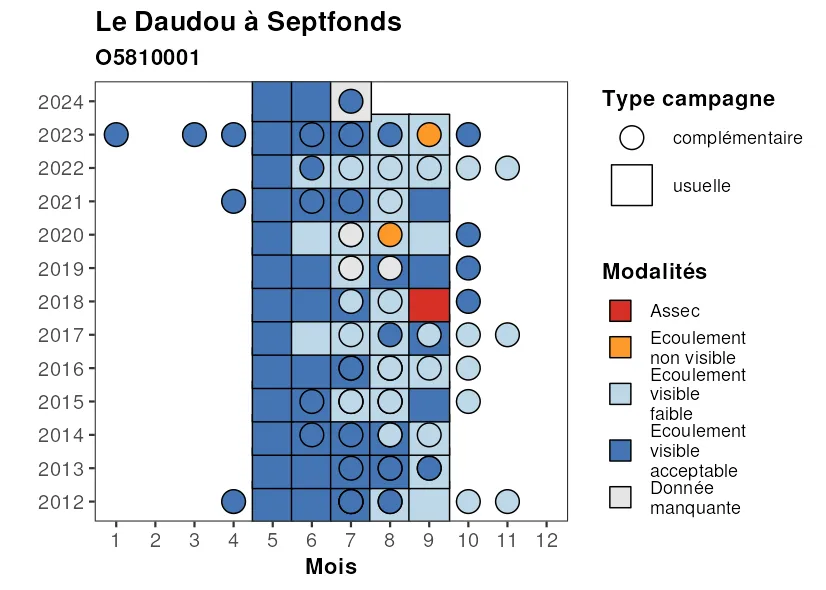 Le Daudou à Septfonds
O5810001
2024
2023
2022
2021
2020
2019
2018
2017
2016
2015
2014
2013
2012
1 2 3 4 5 6 7 8 9 10 11 12
Mois
Type campagne
complémentaire
usuelle
Modalités
Assec
Ecoulement
non visible
Ecoulement
visible
faible
Ecoulement
visible
acceptable
Donnée
manquante